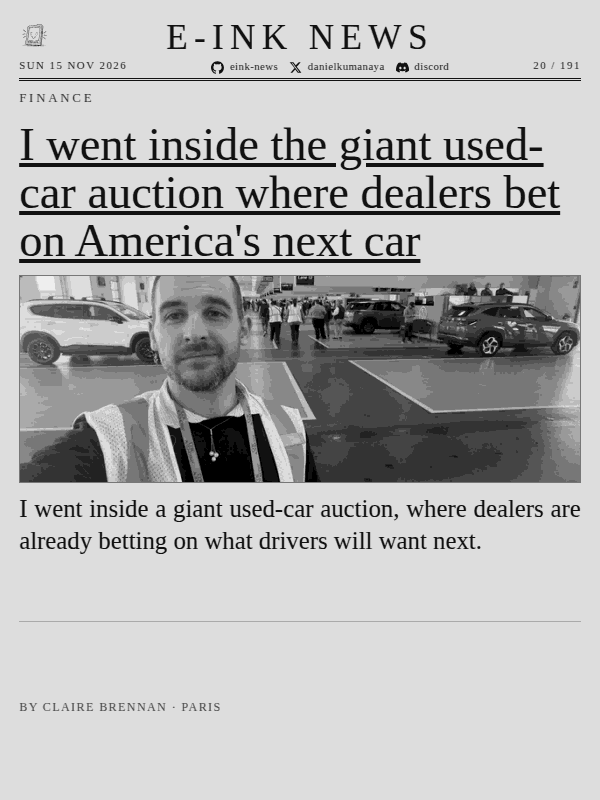 E-INK NEWS
SUN 15 NOV 2026
eink-news
danielkumanaya
discord
20 / 191
FINANCE
I went inside the giant used-
car auction where dealers bet
on America's next car
I went inside a giant used-car auction, where dealers are
already betting on what drivers will want next.
BY CLAIRE BRENNAN · PARIS